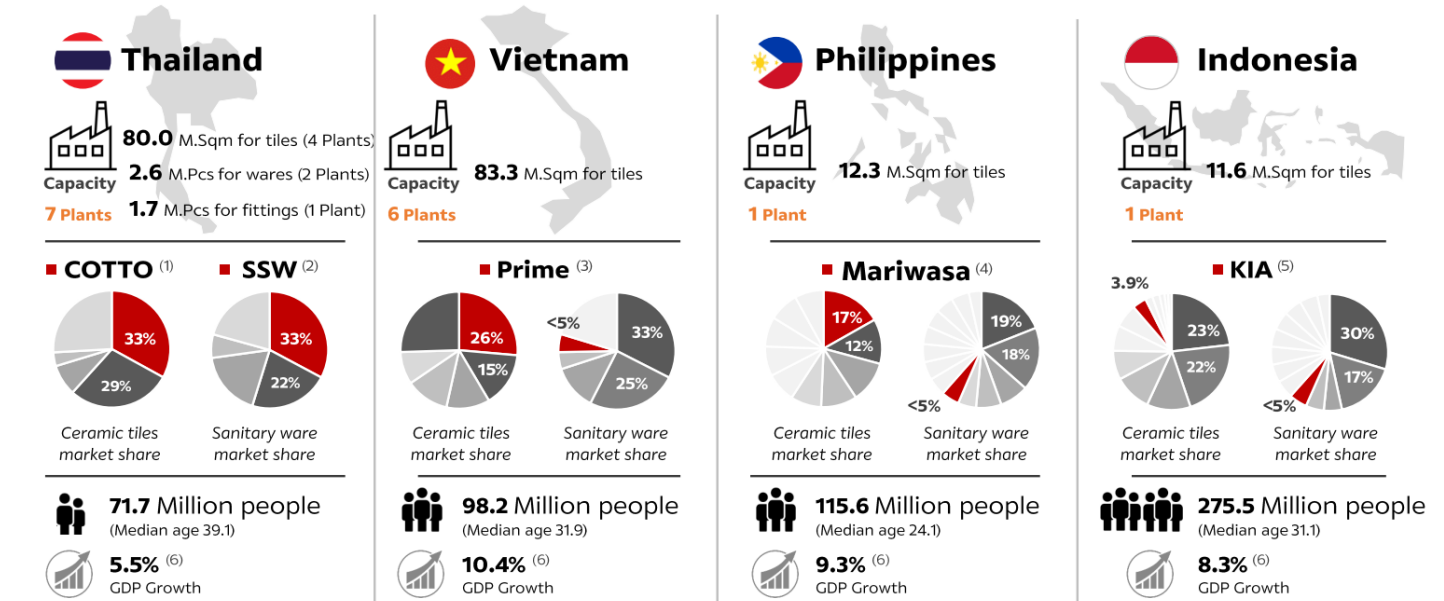 Thailand
80.0 M.Sqm for tiles (4 Plants)
2.6 M.Pcs for wares (2 Plants)
Capacity
7 Plants
1.7 M.Pcs for fittings (1 Plant)
COTTO (1)
SSW (2)
33%
29%
33%
22%
Ceramic tiles
market share
Sanitary ware
market share
71.7 Million people
(Median age 39.1)
5.5% (6)
GDP Growth
Vietnam
83.3 M.Sqm for tiles
Capacity
6 Plants
Prime (3)
26%
15%
<5%
33%
25%
Ceramic tiles
market share
Sanitary ware
market share
98.2 Million people
(Median age 31.9)
10.4% (6)
GDP Growth
Philippines
12.3 M.Sqm for tiles
Capacity
1 Plant
Mariwasa (4)
17%
12%
19%
18%
<5%
Ceramic tiles
market share
Sanitary ware
market share
115.6 Million people
(Median age 24.1)
9.3% (6)
GDP Growth
Indonesia
11.6 M.Sqm for tiles
Capacity
1 Plant
KIA (5)
3.9%
23%
22%
30%
17%
<5%
Ceramic tiles
market share
Sanitary ware
market share
275.5 Million people
(Median age 31.1)
8.3% (6)
GDP Growth